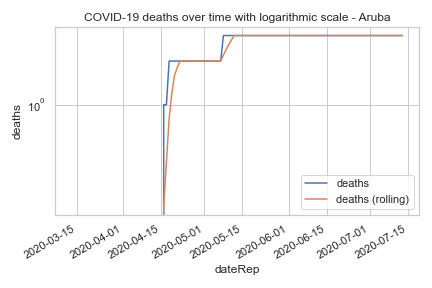 COVID-19 deaths over time with logarithmic scale - Aruba
deaths
10^0
deaths
deaths (rolling)
2020-03-15
2020-04-01
2020-04-15
2020-05-01
2020-05-15
2020-06-01
2020-06-15
2020-07-01
2020-07-15
dateRep